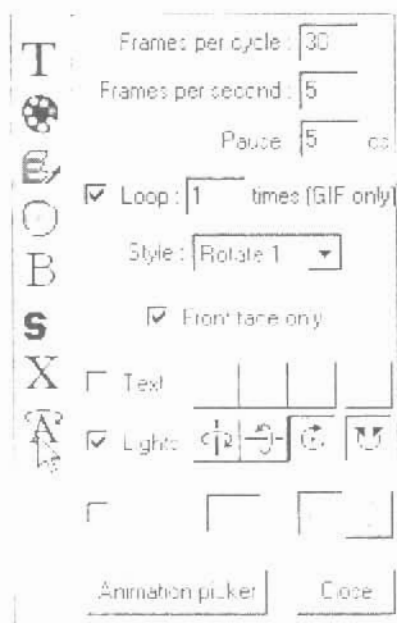 T
Frames per cycle : 30
Frames per second : 5
Pause 5 cs
Loop : 1 times (GIF only)
Style : Rotate 1
B
Front face only
S
X
Text
A
Lights
Animation picker
Close